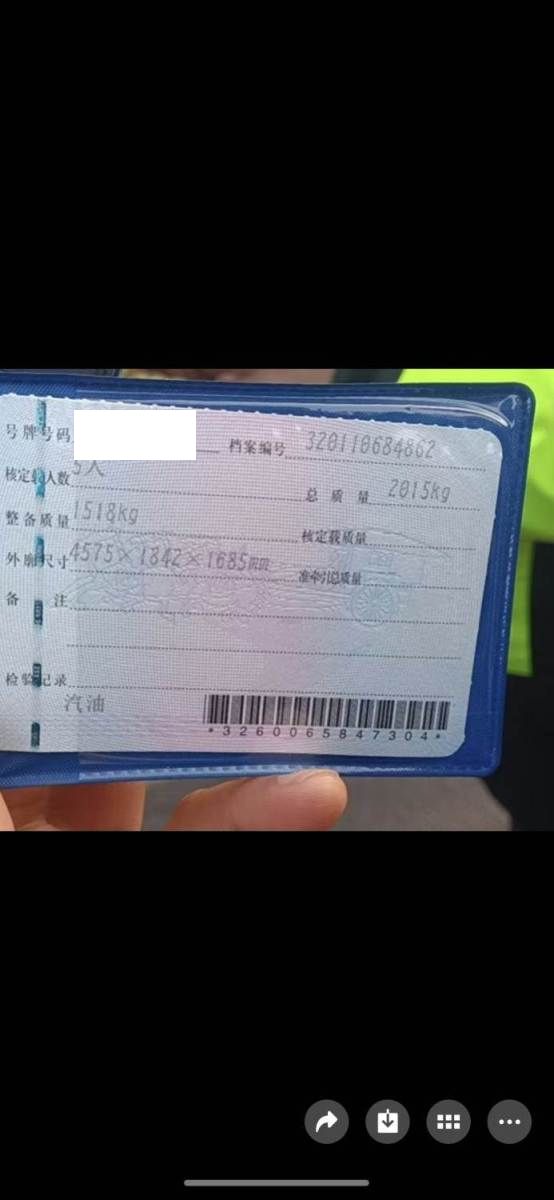 号牌号码 档案编号 320110684862
核定载人数 5人 总质量 2015kg
整备质量 1518kg 核定载质量
外廓尺寸 4575×1842×1685mm 准牵引总质量
备注
检验记录
汽油
*3260065847304*